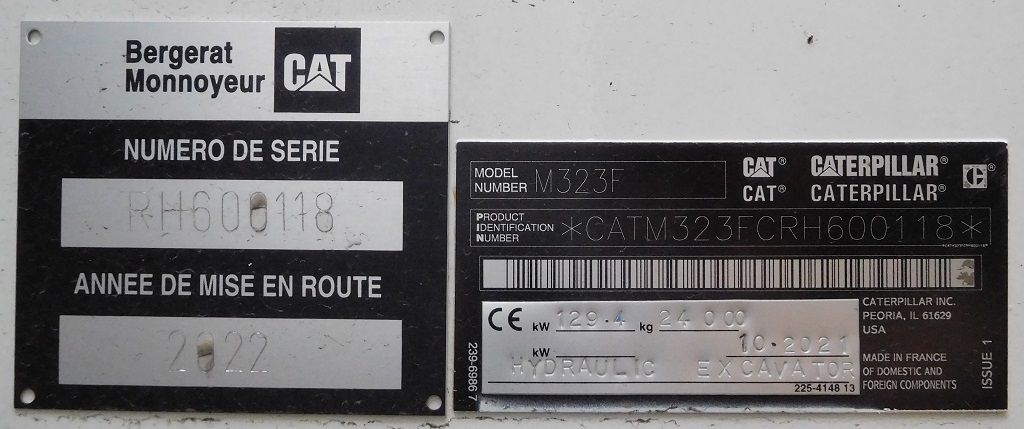 Bergerat
Monnoyeur
CAT
NUMERO DE SERIE
RH600118
ANNEE DE MISE EN ROUTE
2022
MODEL
NUMBER M323F
CAT® CATERPILLAR®
CAT® CATERPILLAR®
C®
PRODUCT
IDENTIFICATION
NUMBER *CATM323FCRH600118*
CE kW 129.4 kg 24000
kW 10.2021
HYDRAULIC EXCAVATOR
225-4148 13
239-6986 7
CATERPILLAR INC.
PEORIA, IL 61629
USA
MADE IN FRANCE
OF DOMESTIC AND
FOREIGN COMPONENTS
ISSUE 1